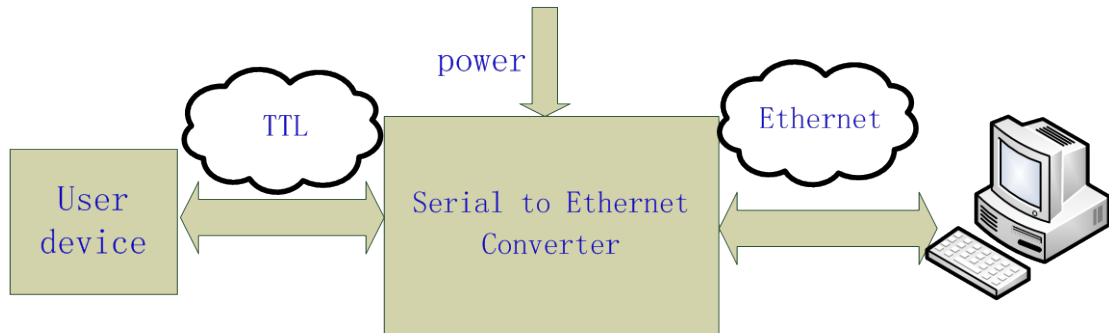 power
TTL
Ethernet
User
device
Serial to Ethernet
Converter